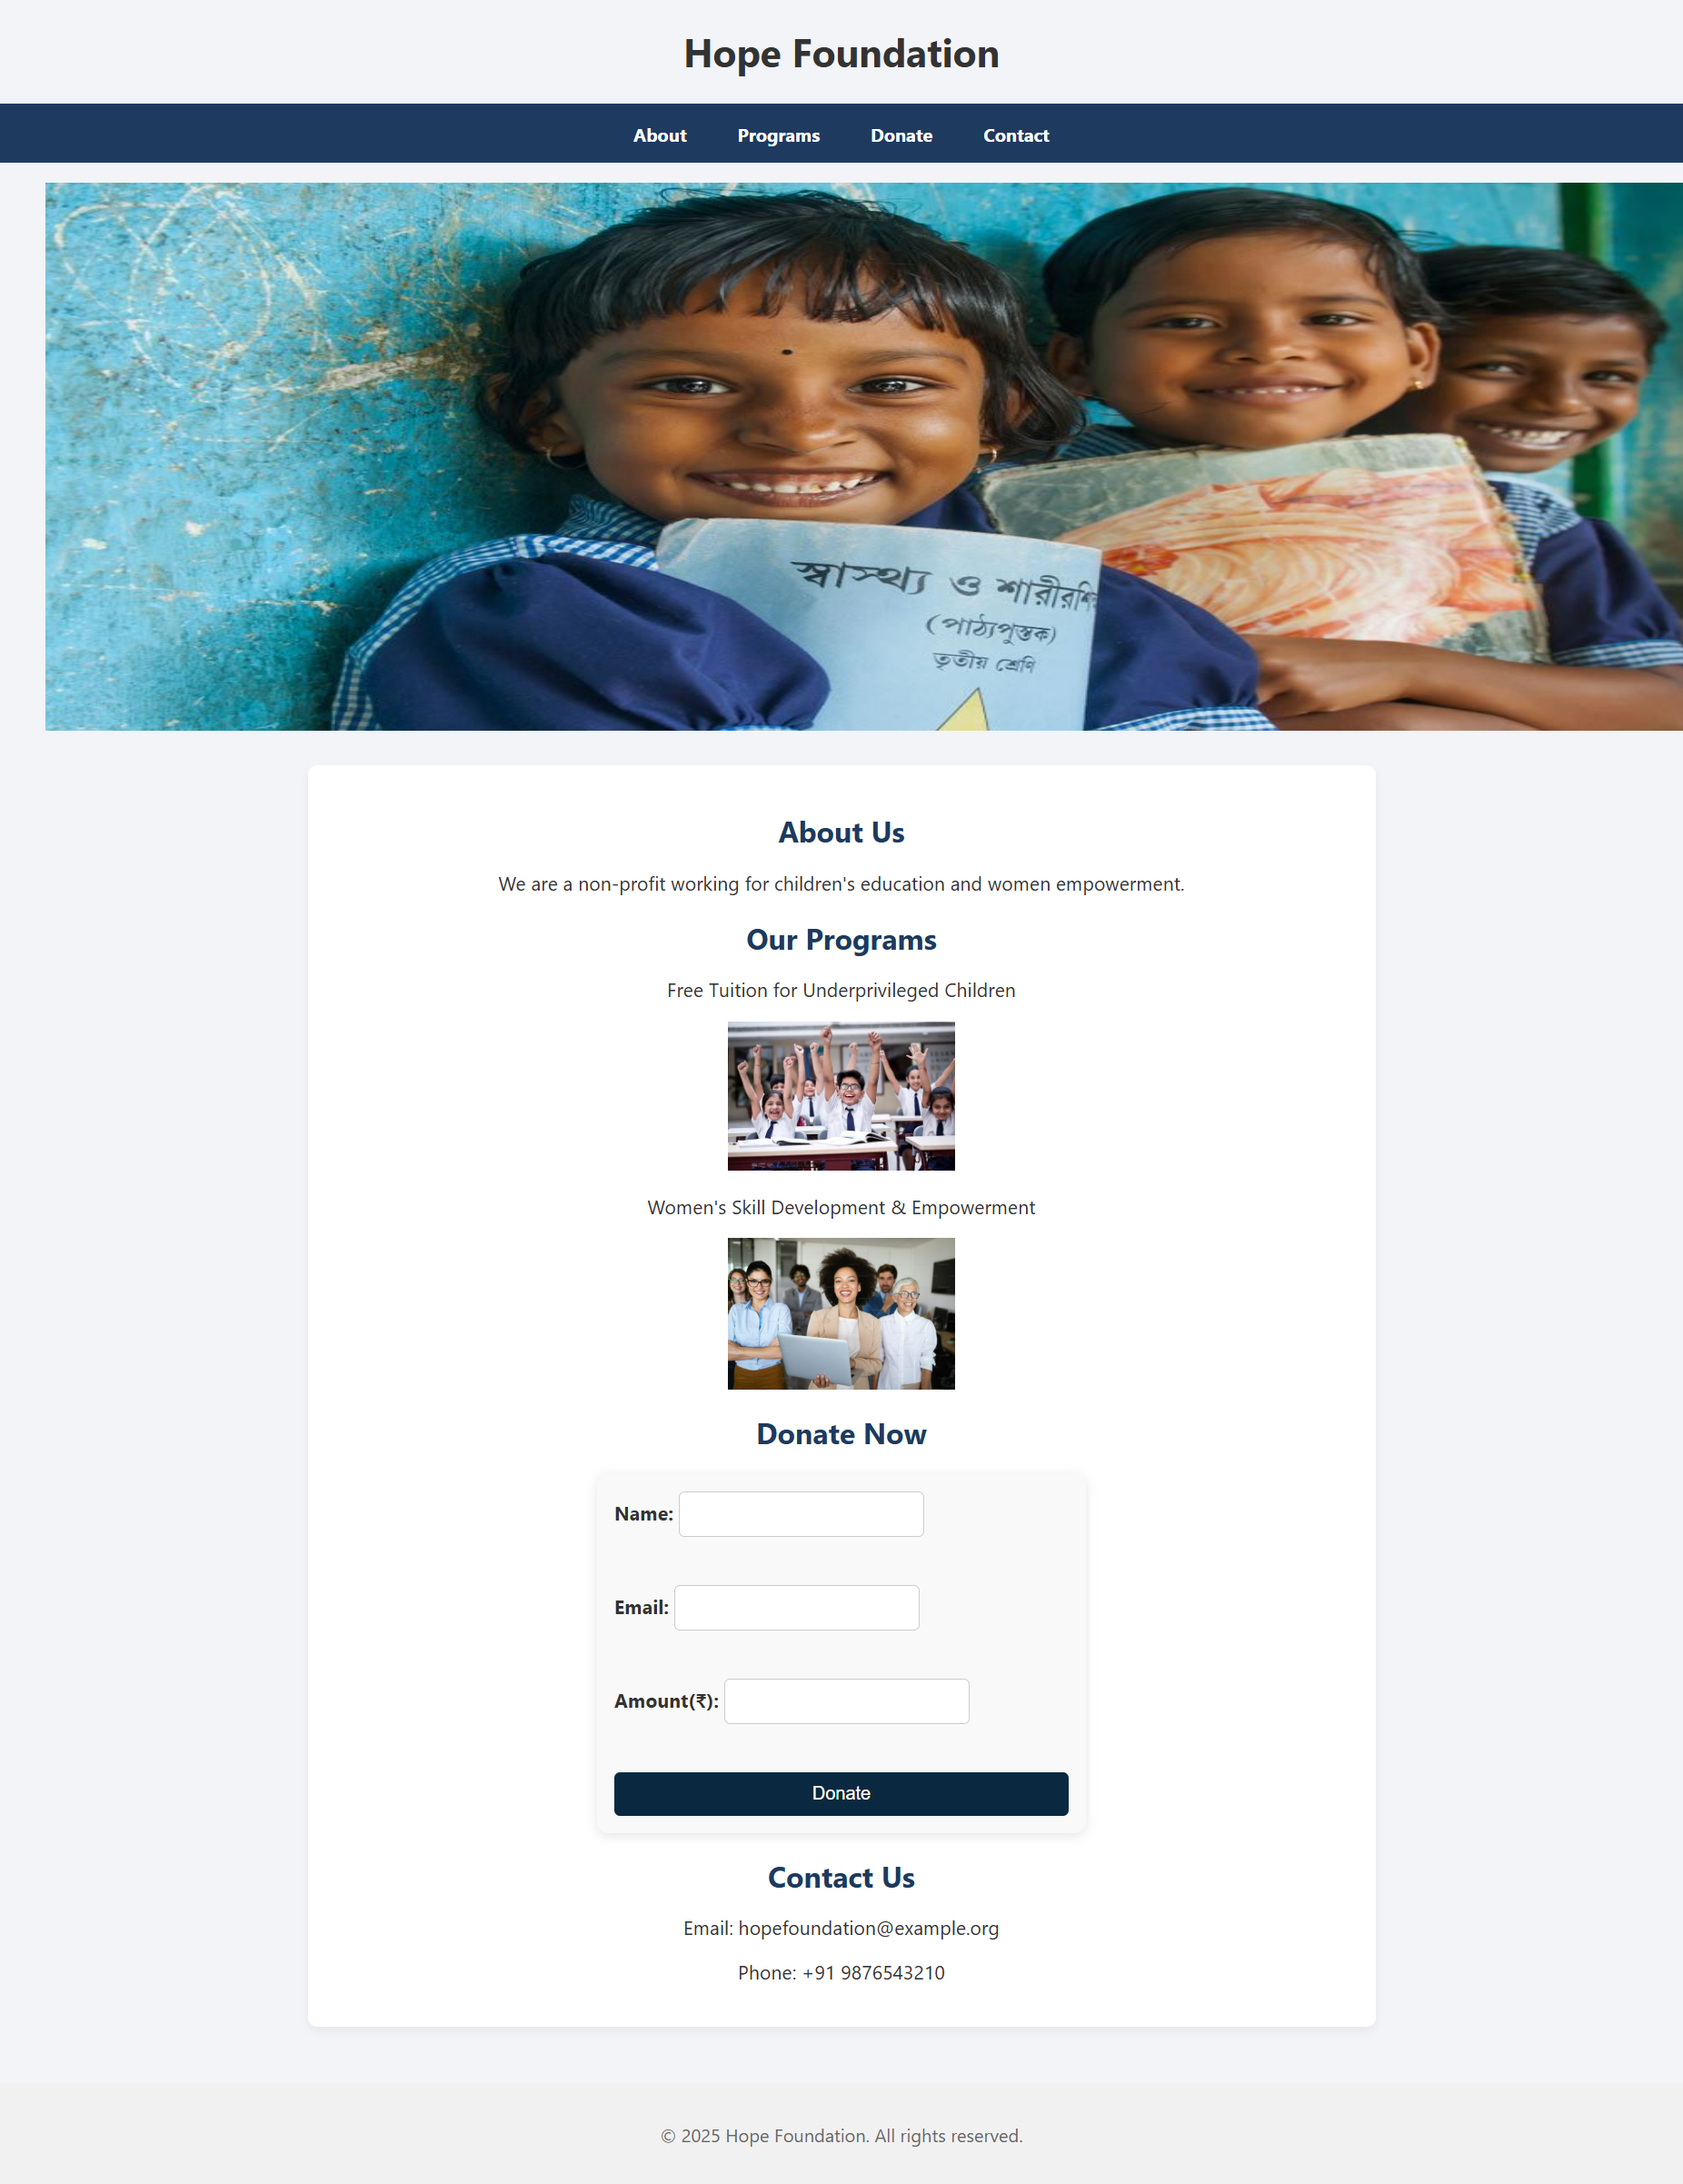 Hope Foundation
About Programs Donate Contact
স্বাস্থ্য ও
(পাঠ্যপুস্তক)
তৃতীয় শ্রেণি
About Us
We are a non-profit working for children's education and women empowerment.
Our Programs
Free Tuition for Underprivileged Children
Women's Skill Development & Empowerment
Donate Now
Name:
Email:
Amount(₹):
Donate
Contact Us
Email: hopefoundation@example.org
Phone: +91 9876543210
© 2025 Hope Foundation. All rights reserved.